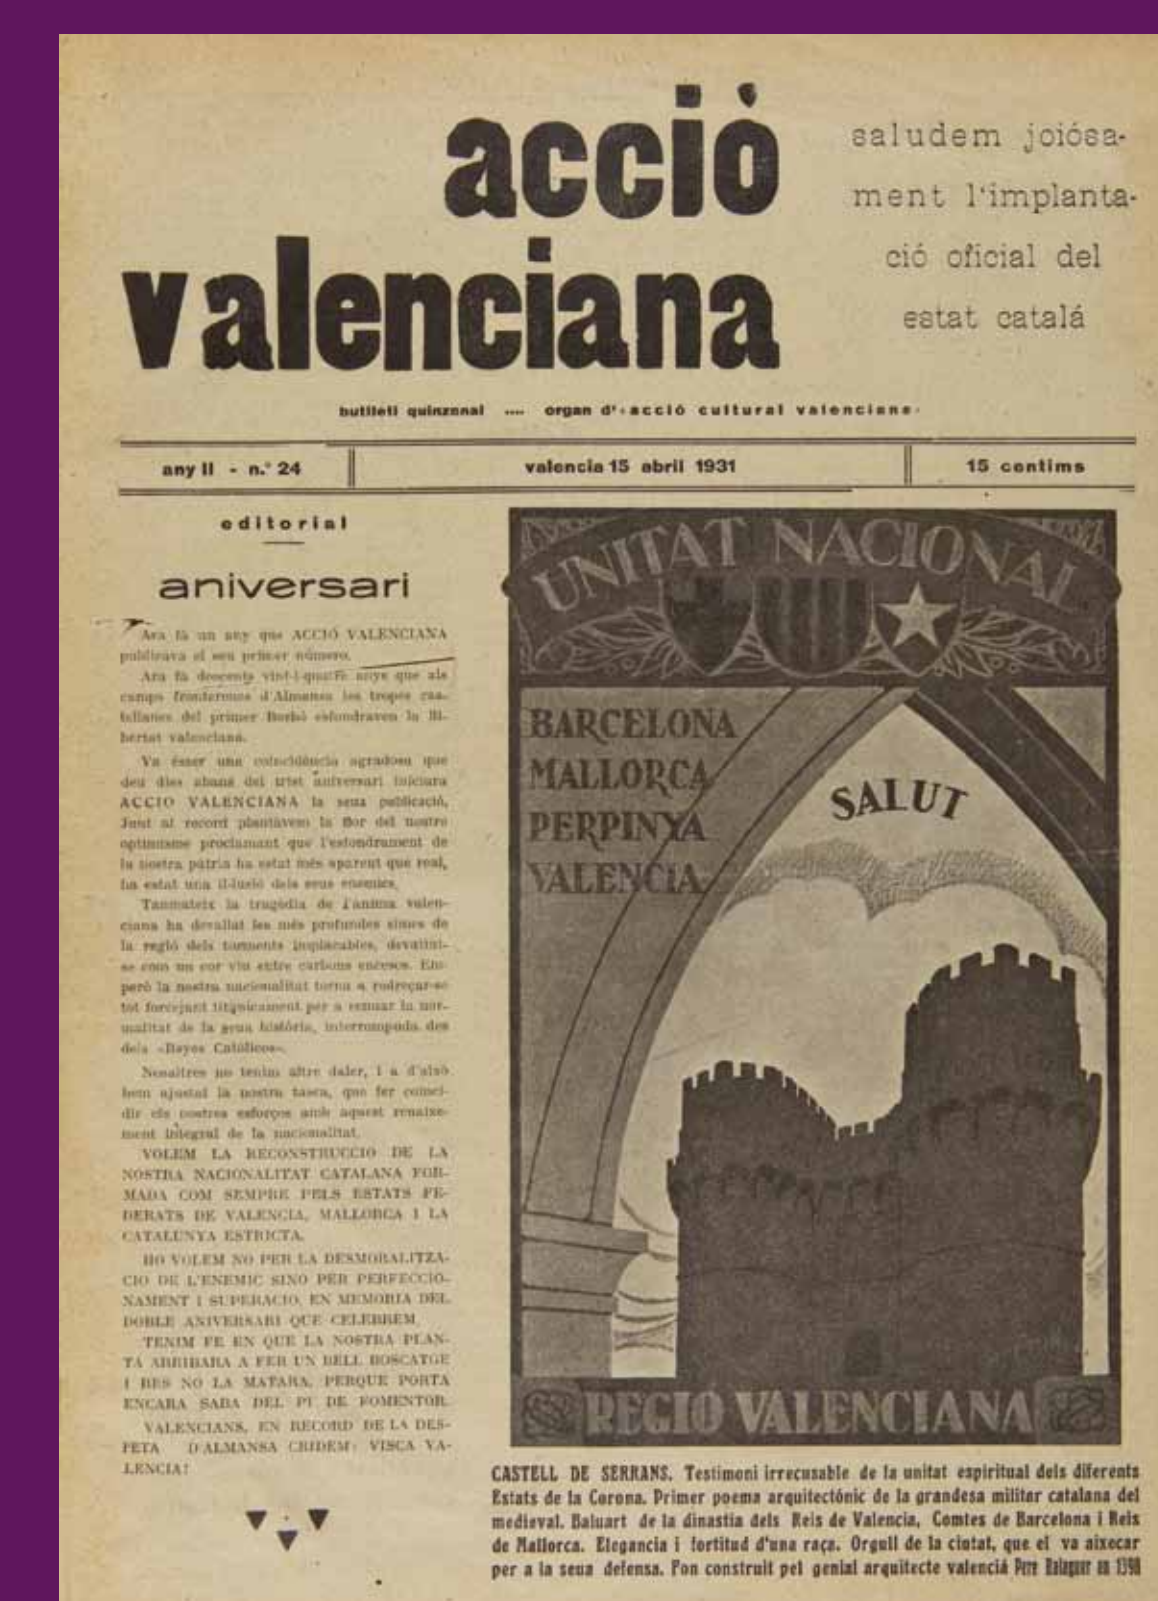 acciò
valenciana
saludem joiósa-
ment l'implanta-
ció oficial del
estat catalá
butlletí quinzenal .... organ d'«acció cultural valenciana»
any II - n.º 24
valencia 15 abril 1931
15 centims
editorial
aniversari
Ara fà un any que ACCIÓ VALENCIANA
publicava el seu primer número.
Ara fà doscents vint-i-quatre anys que als
camps fronterencs d'Almansa les tropes cas-
tellanes del primer Borbó esfondraven la lli-
bertat valenciana.
Va ésser una coincidència agradosa que
deu dies abans del trist aniversari iniciara
ACCIO VALENCIANA la seua publicació,
Just al record plantàvem la flor del nostre
optimisme proclamant que l'esfondrament de
la nostra pàtria ha estat més aparent que real,
ha estat una il·lusió dels seus enemics.
Tanmateix la tragèdia de l'anima valen-
ciana ha devallat les més profundes simes de
la regió dels torments implacables,
se com un cor viu entre carbons encesos. Em-
però la nostra nacionalitat torna a redreçar-se
tot forcejant titànicament per a renuar la nor-
malitat de la seua història, interrompuda des
dels «Reyes Católicos».
Nosaltres no tenim altre daler, i a d'això
hem ajustat la nostra tasca, que fer coinci-
dir els nostres esforços amb aquest renaixe-
ment integral de la nacionalitat.
VOLEM LA RECONSTRUCCIO DE LA
NOSTRA NACIONALITAT CATALANA FOR-
MADA COM SEMPRE PELS ESTATS FE-
DERATS DE VALENCIA, MALLORCA I LA
CATALUNYA ESTRICTA.
HO VOLEM NO PER LA DESMORALITZA-
CIO DE L'ENEMIC SINO PER PERFECCIO-
NAMENT I SUPERACIO, EN MEMORIA DEL
DOBLE ANIVERSARI QUE CELEBREM.
TENIM FE EN QUE LA NOSTRA PLAN-
TA ARRIBARA A FER UN BELL BOSCATGE
I RES NO LA MATARA, PERQUE PORTA
ENCARA SABA DEL PI DE FOMENTOR.
VALENCIANS, EN RECORD DE LA DES-
FETA D'ALMANSA CRIDEM: VISCA VA-
LENCIA!
UNITAT NACIONAL
BARCELONA
MALLORCA
PERPINYA
VALENCIA
SALUT
REGIO VALENCIANA
CASTELL DE SERRANS. Testimoni irrecusable de la unitat espiritual dels diferents
Estats de la Corona. Primer poema arquitectónic de la grandesa militar catalana del
medieval. Baluart de la dinastia dels Reis de Valencia, Comtes de Barcelona i Reis
de Mallorca. Elegancia i fortitud d'una raça. Orgull de la ciutat, que el va aixecar
per a la seua defensa. Fon construit pel genial arquitecte valenciá Pere Balaguer en 1398